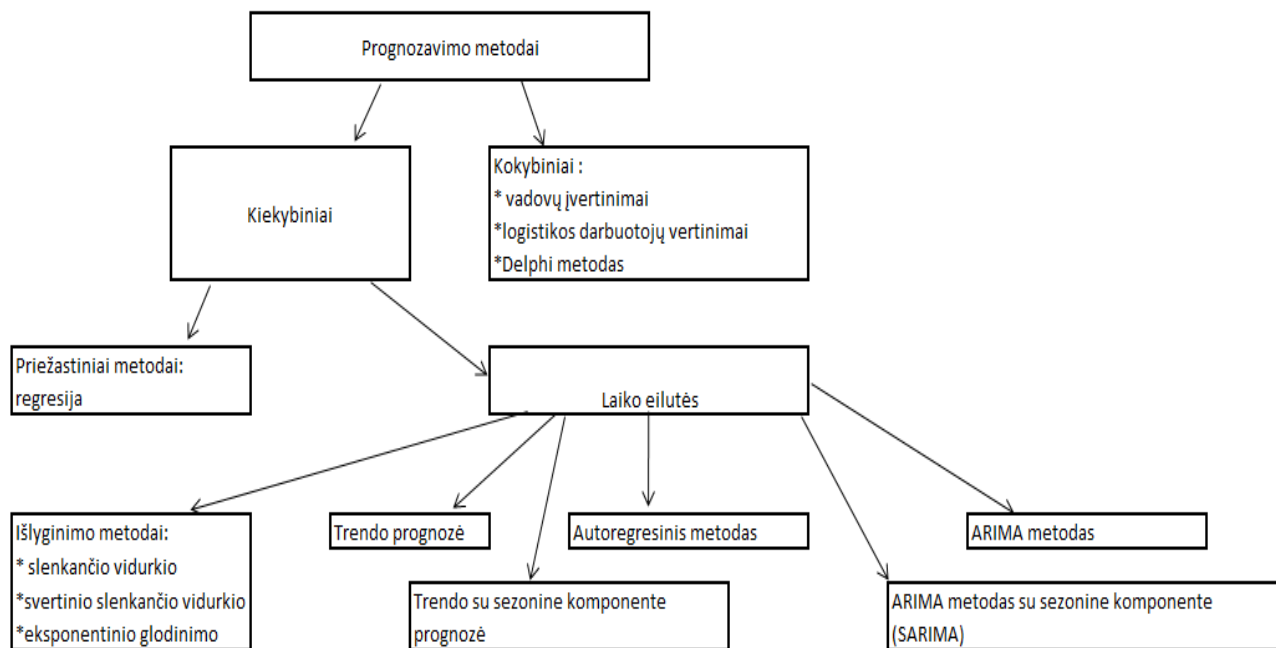 Prognozavimo metodai
Kiekybiniai
Kokybiniai :
* vadovų įvertinimai
*logistikos darbuotojų vertinimai
*Delphi metodas
Priežastiniai metodai:
regresija
Laiko eilutės
Išlyginimo metodai:
* slenkančio vidurkio
*svertinio slenkančio vidurkio
*eksponentinio glodinimo
Trendo prognozė
Autoregresinis metodas
ARIMA metodas
Trendo su sezonine komponente
prognozė
ARIMA metodas su sezonine komponente
(SARIMA)